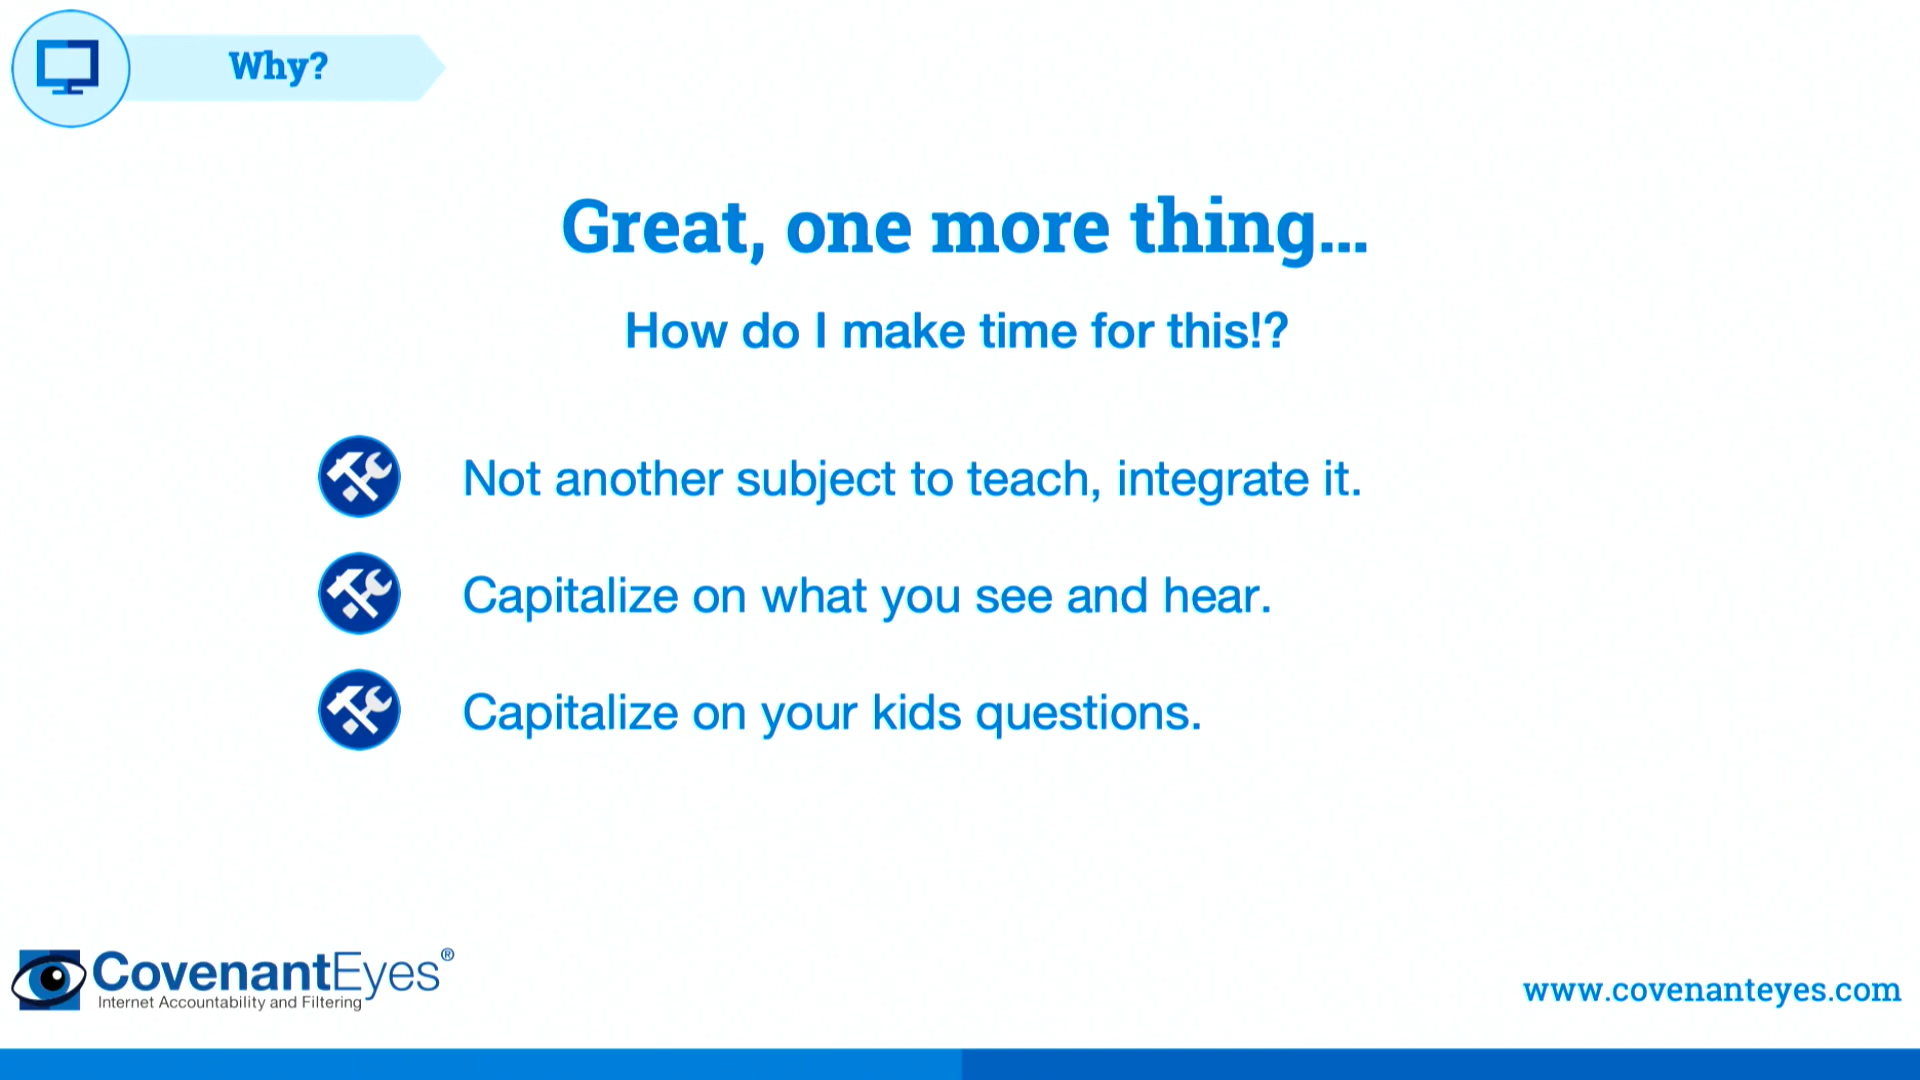 Why?
Great, one more thing...
How do I make time for this!?
Not another subject to teach, integrate it.
Capitalize on what you see and hear.
Capitalize on your kids questions.
CovenantEyes®
Internet Accountability and Filtering
www.covenanteyes.com